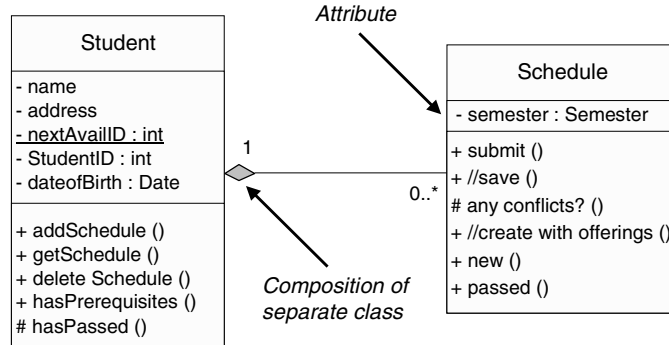 Attribute
Student
- name
- address
- nextAvailID : int
- StudentID : int
- dateofBirth : Date
+ addSchedule ()
+ getSchedule ()
+ delete Schedule ()
+ hasPrerequisites ()
# hasPassed ()
1
0..*
Composition of
separate class
Schedule
- semester : Semester
+ submit ()
+ //save ()
# any conflicts? ()
+ //create with offerings ()
+ new ()
+ passed ()